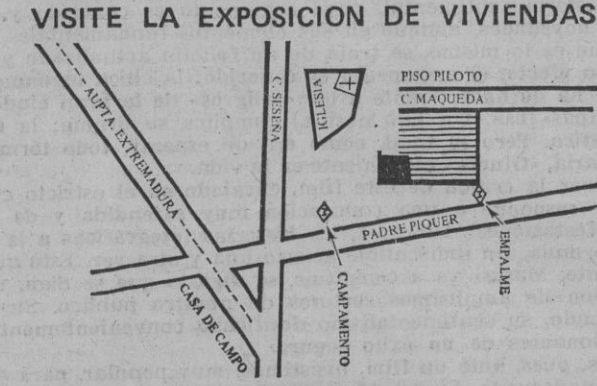 VISITE LA EXPOSICION DE VIVIENDAS
AUPTA. EXTREMADURA
C. SESEÑA
IGLESIA
PISO PILOTO
C. MAQUEDA
PADRE PIQUER
CASA DE CAMPO
CAMPAMENTO
EMPALME